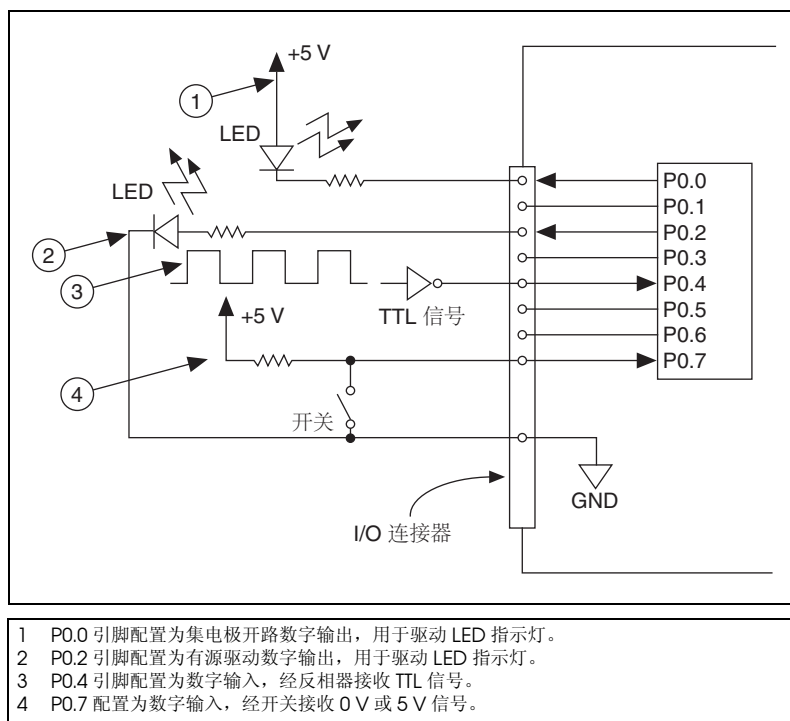 +5 V
1
LED
LED
P0.0
P0.1
2
P0.2
P0.3
3
P0.4
TTL 信号
P0.5
+5 V
P0.6
P0.7
4
开关
GND
I/O 连接器
1 P0.0 引脚配置为集电极开路数字输出，用于驱动 LED 指示灯。
2 P0.2 引脚配置为有源驱动数字输出，用于驱动 LED 指示灯。
3 P0.4 引脚配置为数字输入，经反相器接收 TTL 信号。
4 P0.7 配置为数字输入，经开关接收 0 V 或 5 V 信号。